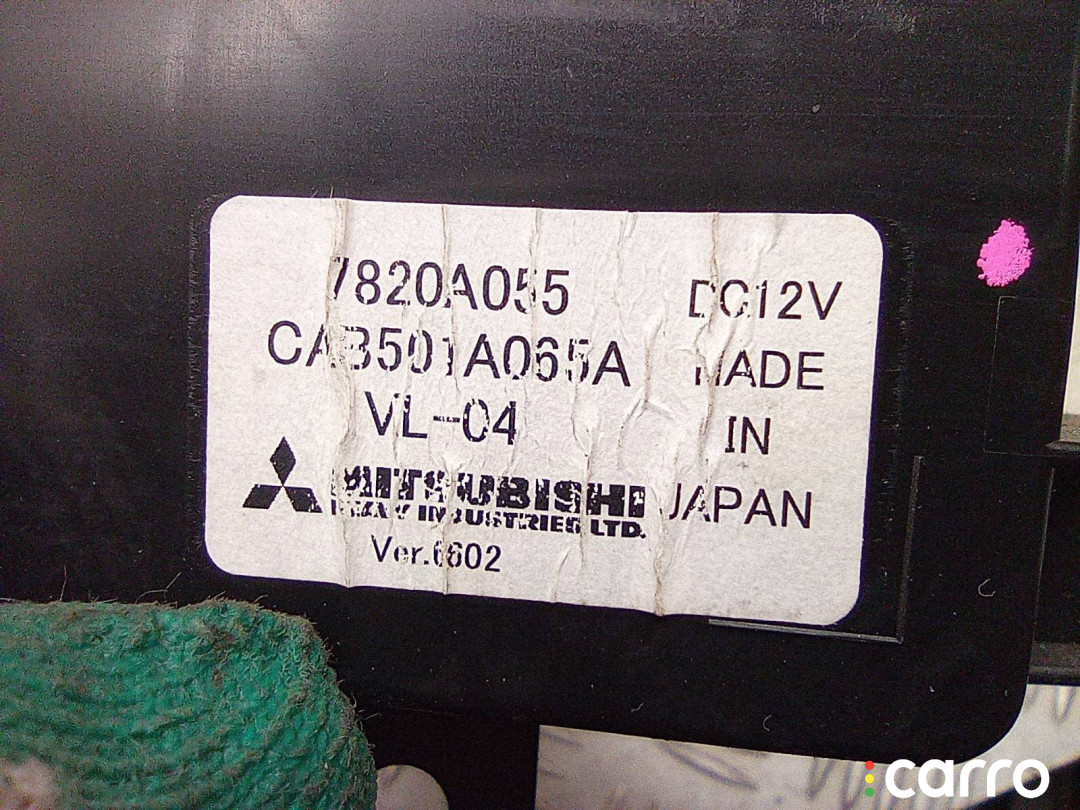 7820A055
CAB501A065A
VL-04
MITSUBISHI
HEAVY INDUSTRIES LTD.
Ver.6602
DC12V
MADE
IN
JAPAN
carro